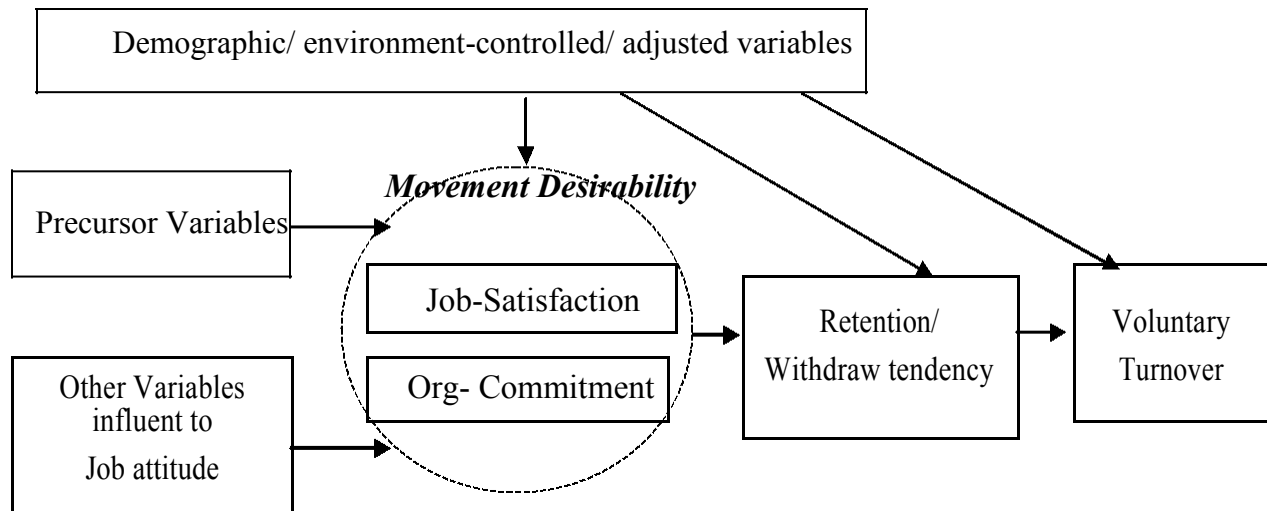 Demographic/ environment-controlled/ adjusted variables
Movement Desirability
Precursor Variables
Job-Satisfaction
Org- Commitment
Other Variables
influent to
Job attitude
Retention/
Withdraw tendency
Voluntary
Turnover